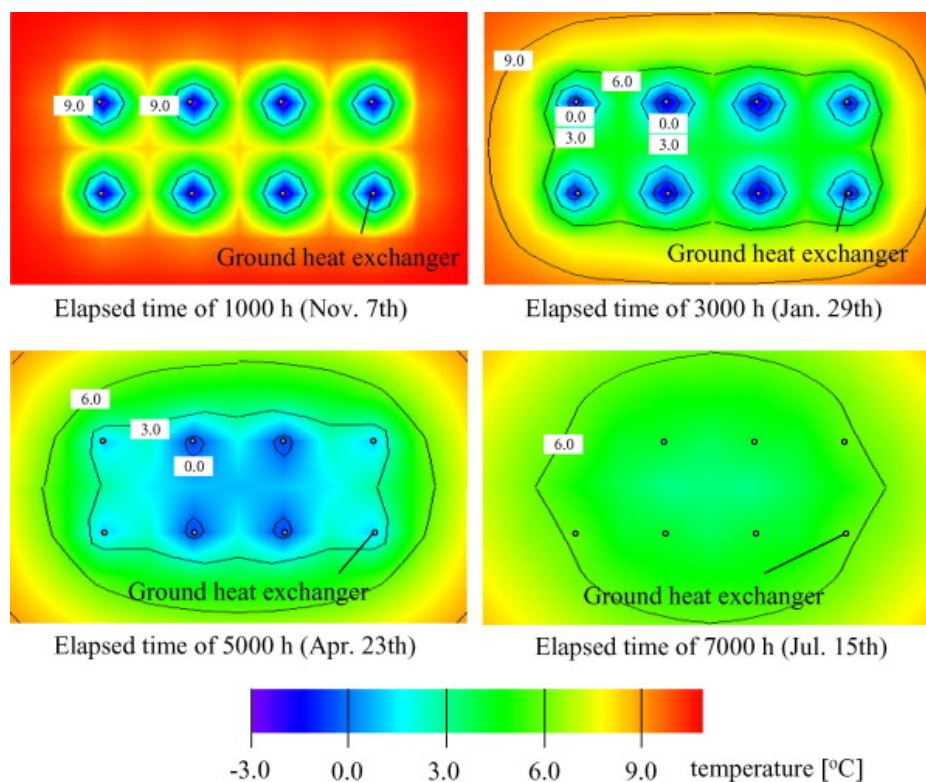 9.0 9.0
Ground heat exchanger
Elapsed time of 1000 h (Nov. 7th)
9.0
6.0
0.0 0.0
3.0 3.0
Ground heat exchanger
Elapsed time of 3000 h (Jan. 29th)
6.0
3.0
0.0
Ground heat exchanger
Elapsed time of 5000 h (Apr. 23th)
6.0
Ground heat exchanger
Elapsed time of 7000 h (Jul. 15th)
-3.0 0.0 3.0 6.0 9.0 temperature [°C]